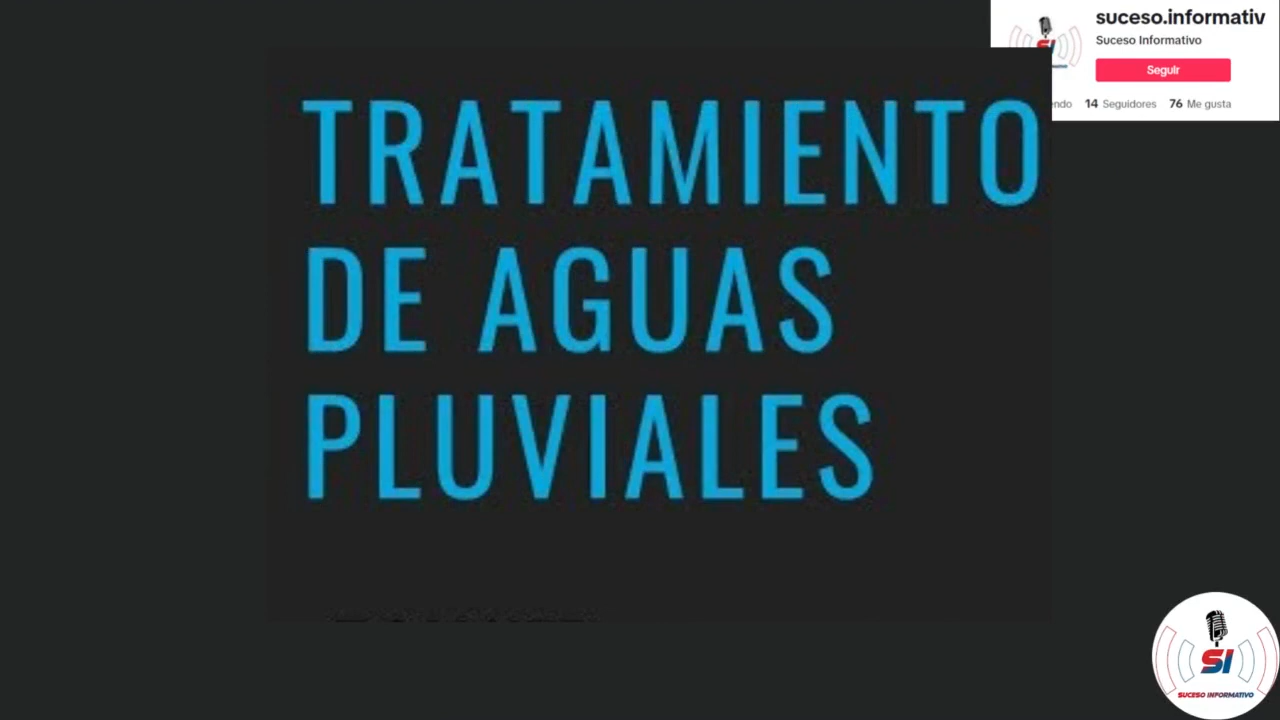 suceso.informativ
Suceso Informativo
Seguir
14 Seguidores 76 Me gusta
TRATAMIENTO
DE AGUAS
PLUVIALES
SI
SUCESO INFORMATIVO